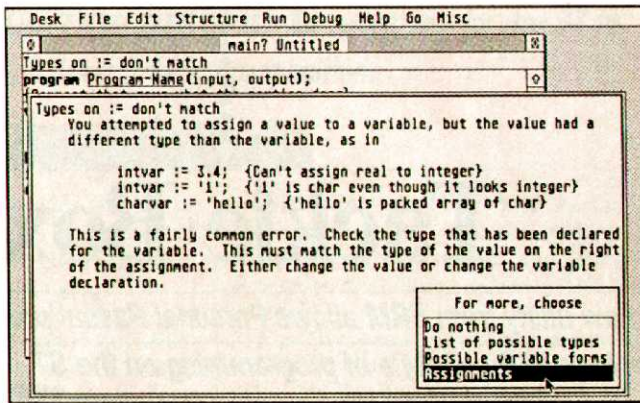 Desk File Edit Structure Run Debug Help Go Misc
main? Untitled
Types on := don't match
program Program-Name(input, output);
Types on := don't match
You attempted to assign a value to a variable, but the value had a
different type than the variable, as in
intvar := 3.4; {Can't assign real to integer}
intvar := '1'; {'1' is char even though it looks integer}
charvar := 'hello'; {'hello' is packed array of char}
This is a fairly common error. Check the type that has been declared
for the variable. This must match the type of the value on the right
of the assignment. Either change the value or change the variable
declaration.
For more, choose
Do nothing
List of possible types
Possible variable forms
Assignments